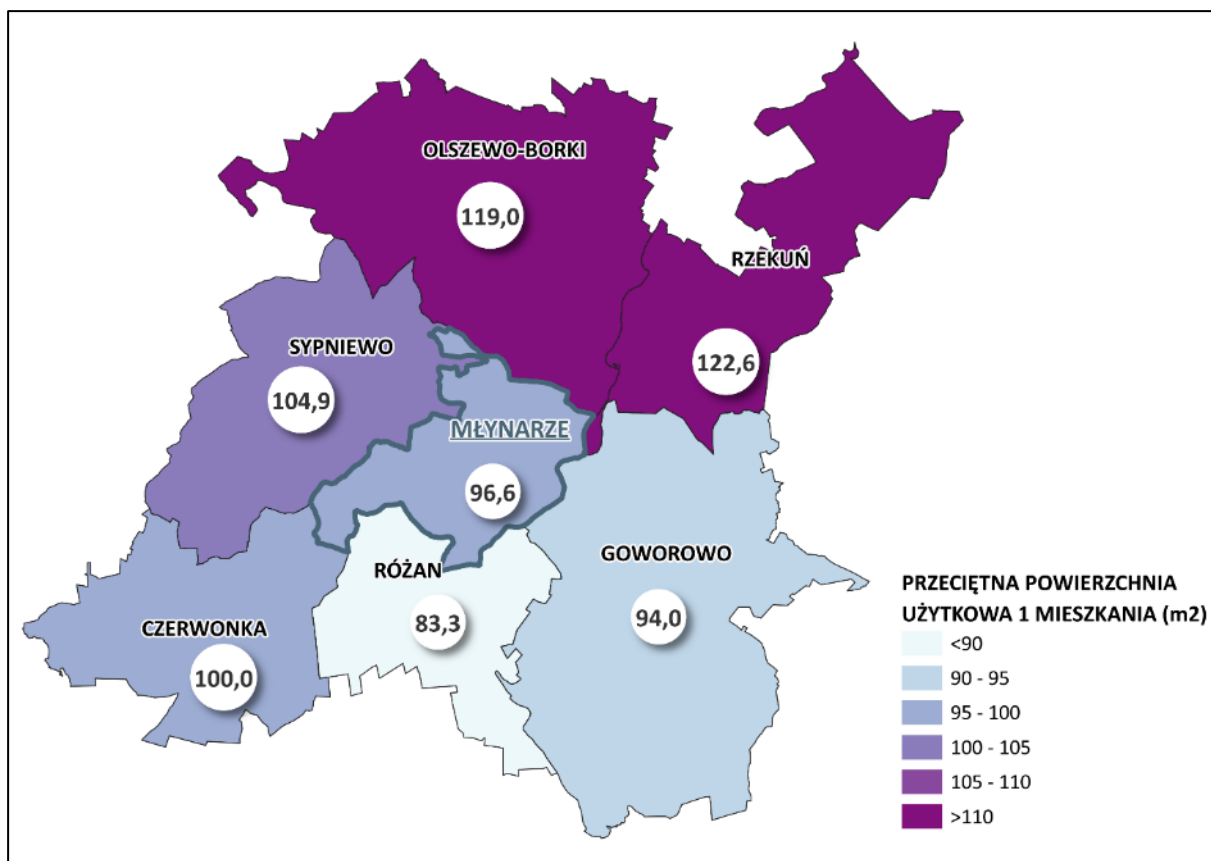 OLSZEWO-BORKI
119,0
RZEKUŃ
122,6
SYPNIEWO
104,9
MŁYNARZE
96,6
GOWOROWO
94,0
RÓŻAN
83,3
CZERWONKA
100,0
PRZECIĘTNA POWIERZCHNIA
UŻYTKOWA 1 MIESZKANIA (m2)
<90
90 - 95
95 - 100
100 - 105
105 - 110
>110